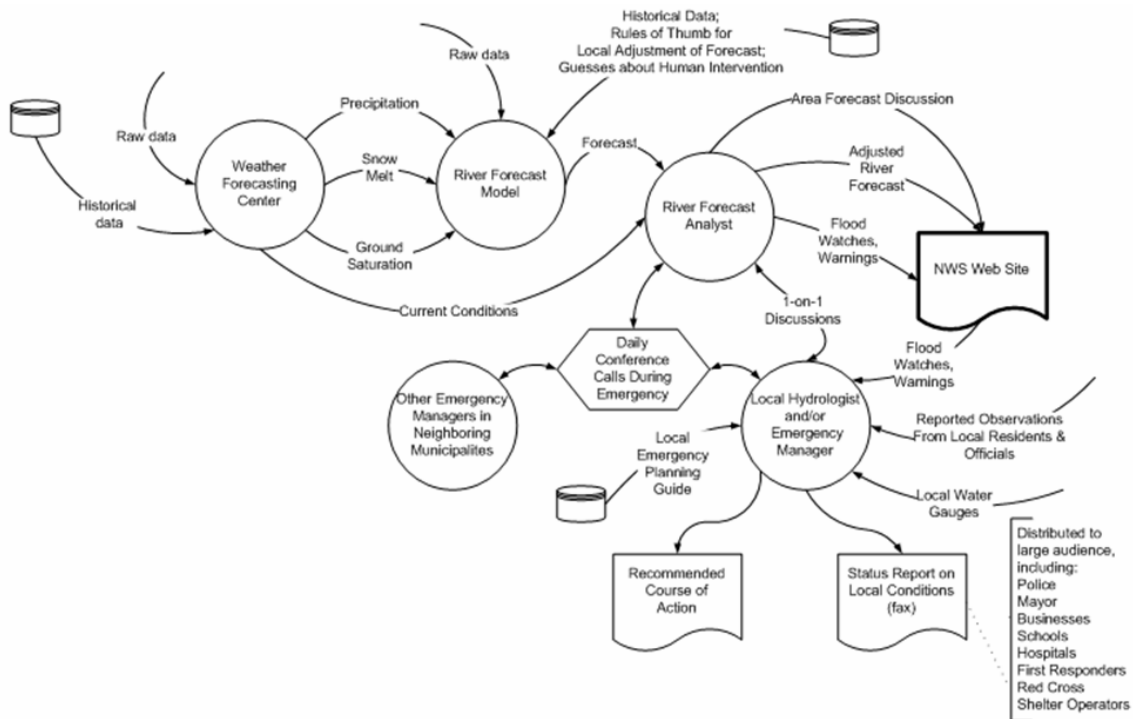 Historical Data;
Rules of Thumb for
Local Adjustment of Forecast;
Guesses about Human Intervention
Raw data
Area Forecast Discussion
Precipitation
Raw data
Forecast
Adjusted
River
Forecast
Weather
Forecasting
Center
Snow
Melt
River Forecast
Model
River Forecast
Analyst
Historical
data
Ground
Saturation
Flood
Watches,
Warnings
NWS Web Site
Current Conditions
1-on-1
Discussions
Daily
Conference
Calls During
Emergency
Flood
Watches,
Warnings
Other Emergency
Managers in
Neighboring
Municipalites
Local Hydrologist
and/or
Emergency
Manager
Reported Observations
From Local Residents &
Officials
Local
Emergency
Planning
Guide
Local Water
Gauges
Recommended
Course of
Action
Status Report on
Local Conditions
(fax)
Distributed to
large audience,
including:
Police
Mayor
Businesses
Schools
Hospitals
First Responders
Red Cross
Shelter Operators